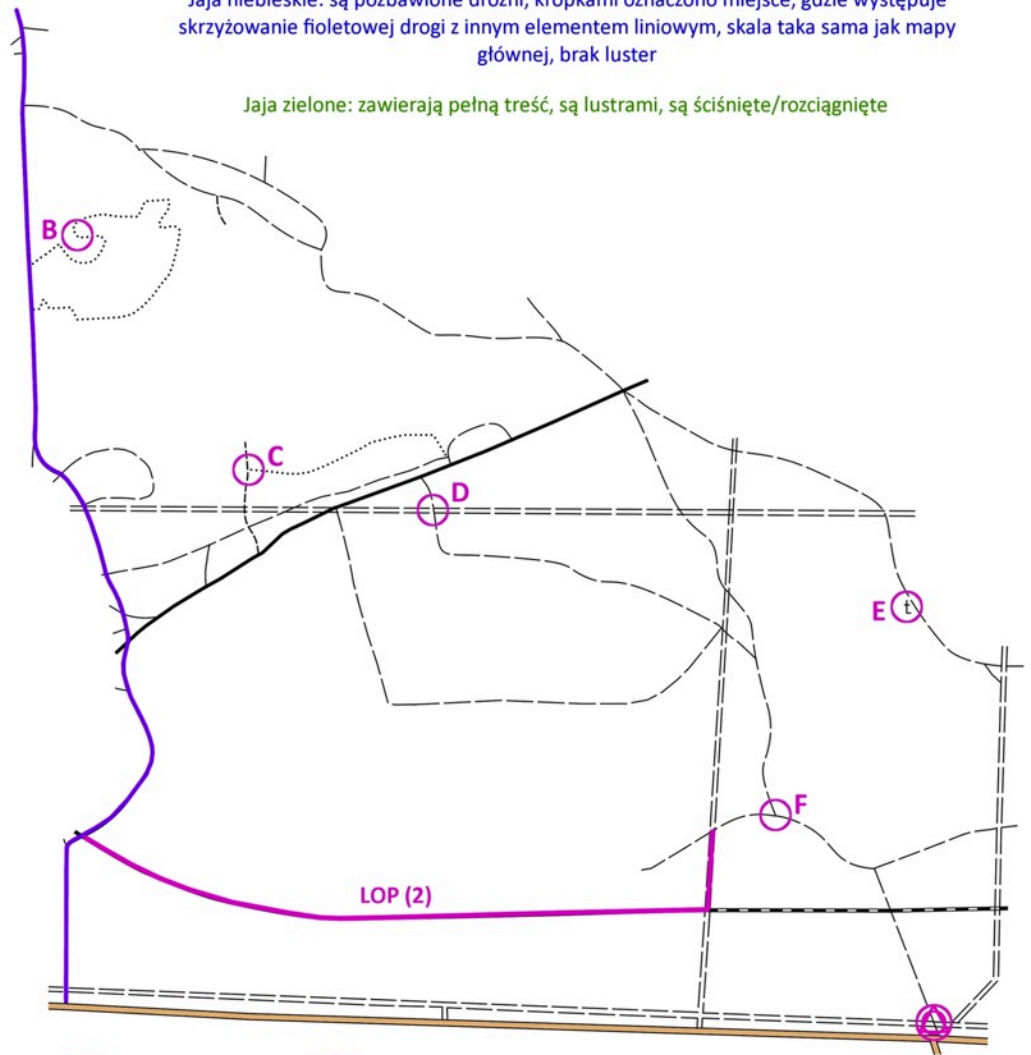 Jaja niebieskie: są pozbawione drożni, kropkami oznaczono miejsce, gdzie występuje
skrzyżowanie fioletowej drogi z innym elementem liniowym, skala taka sama jak mapy
głównej, brak luster
Jaja zielone: zawierają pełną treść, są lustrami, są ściśnięte/rozciągnięte
B
C
D
E
t
F
LOP (2)